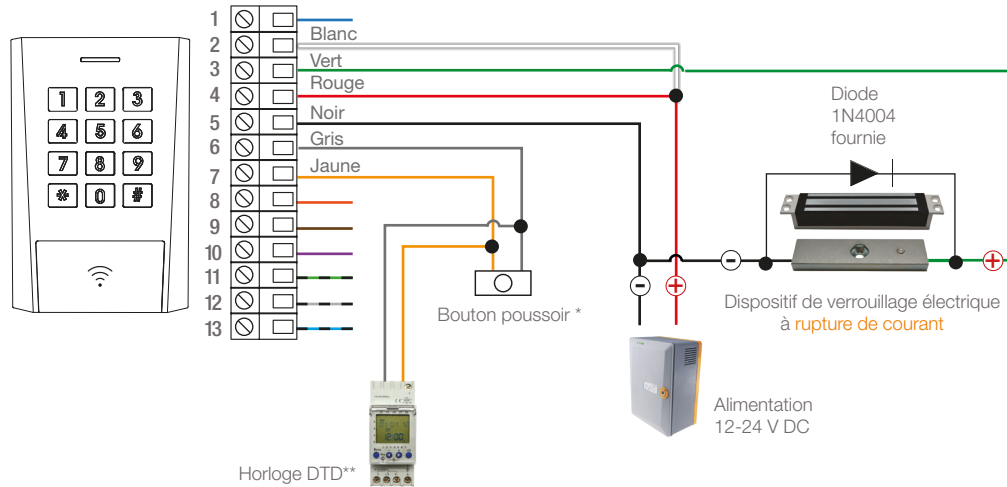 1
2 Blanc
3 Vert
4 Rouge
5 Noir
6 Gris
7 Jaune
8
9
10
11
12
13
1 2 3
4 5 6
7 8 9
* 0 #
Diode
1N4004
fournie
Bouton poussoir *
Dispositif de verrouillage électrique
à rupture de courant
Alimentation
12-24 V DC
Horloge DTD**
12:00
− +
− +